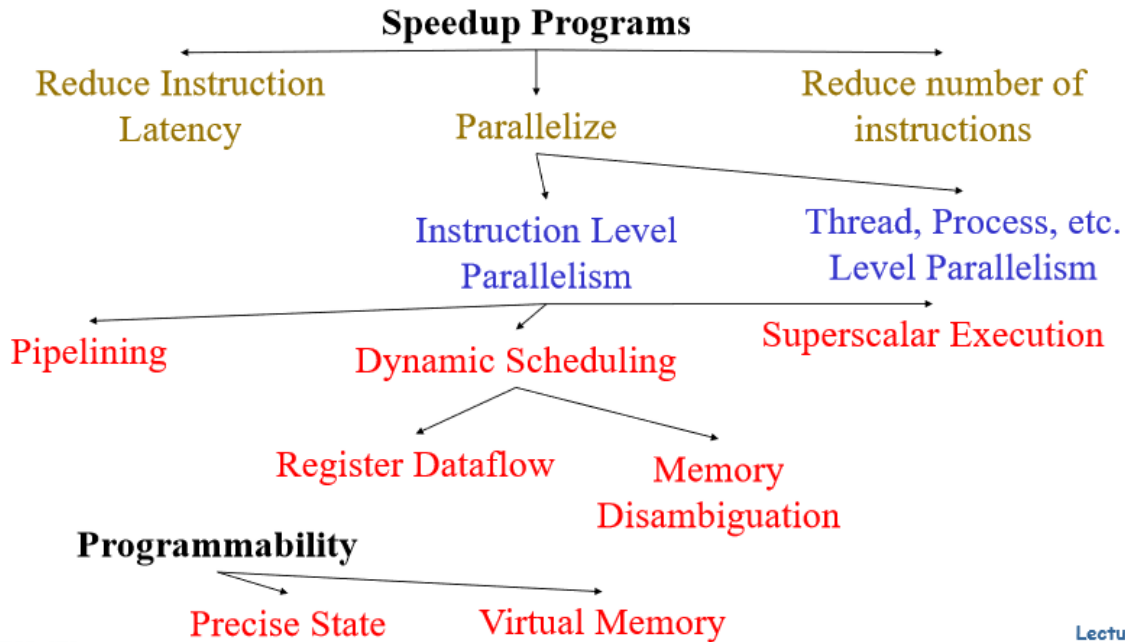 Speedup Programs
Reduce Instruction
Latency
Parallelize
Reduce number of
instructions
Instruction Level
Parallelism
Thread, Process, etc.
Level Parallelism
Pipelining
Dynamic Scheduling
Superscalar Execution
Register Dataflow
Memory
Disambiguation
Programmability
Precise State
Virtual Memory
Lectu